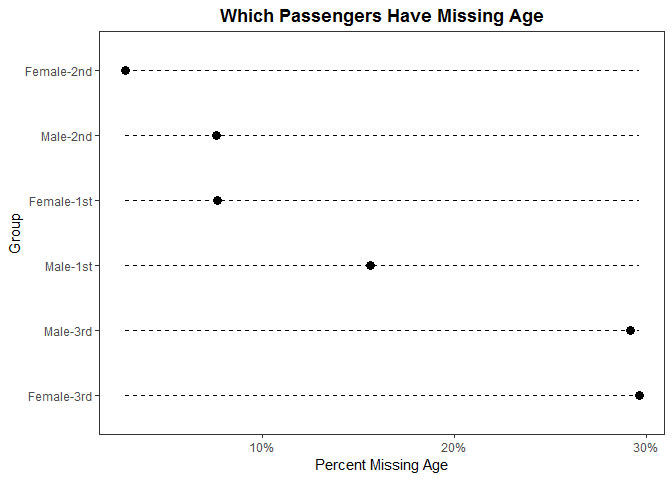 Which Passengers Have Missing Age
Female-2nd
Male-2nd
Female-1st
Male-1st
Male-3rd
Female-3rd
Group
10%
20%
30%
Percent Missing Age